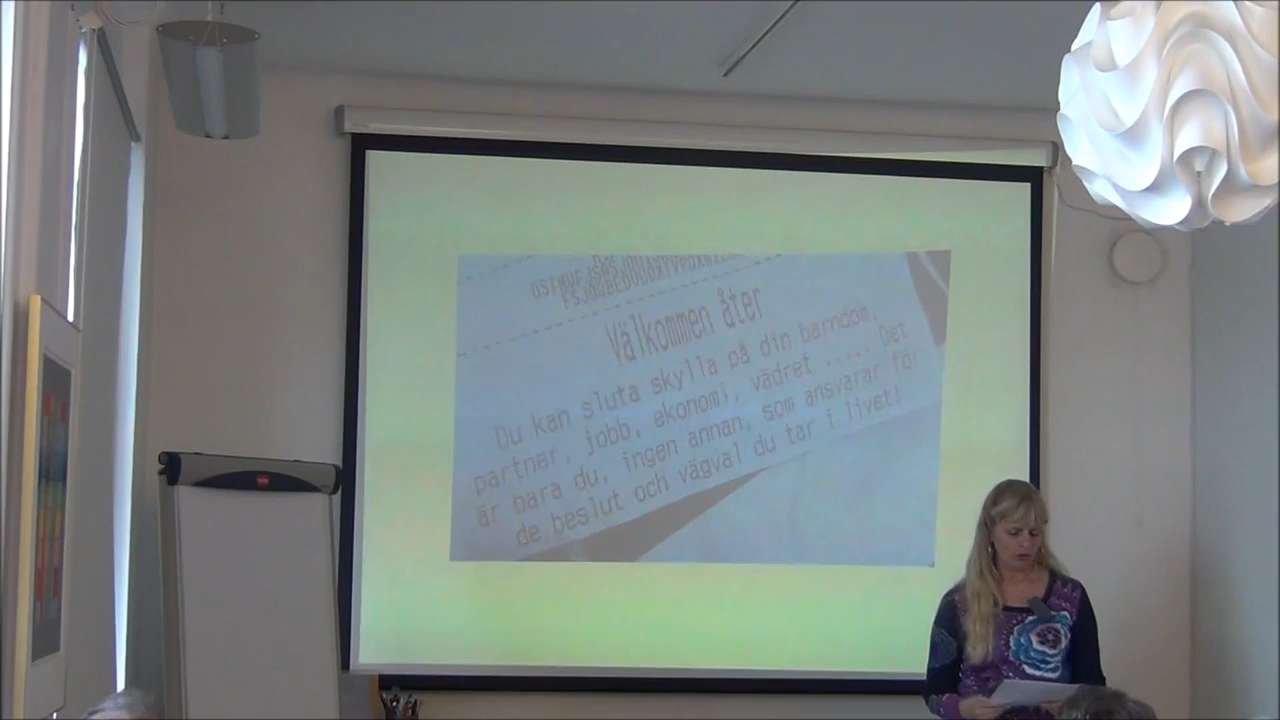 Välkommen åter
Du kan sluta skylla på din barndom,
partner, jobb, ekonomi, vädret ..... Det
är bara du, ingen annan, som ansvarar för
de beslut och vägval du tar i livet!